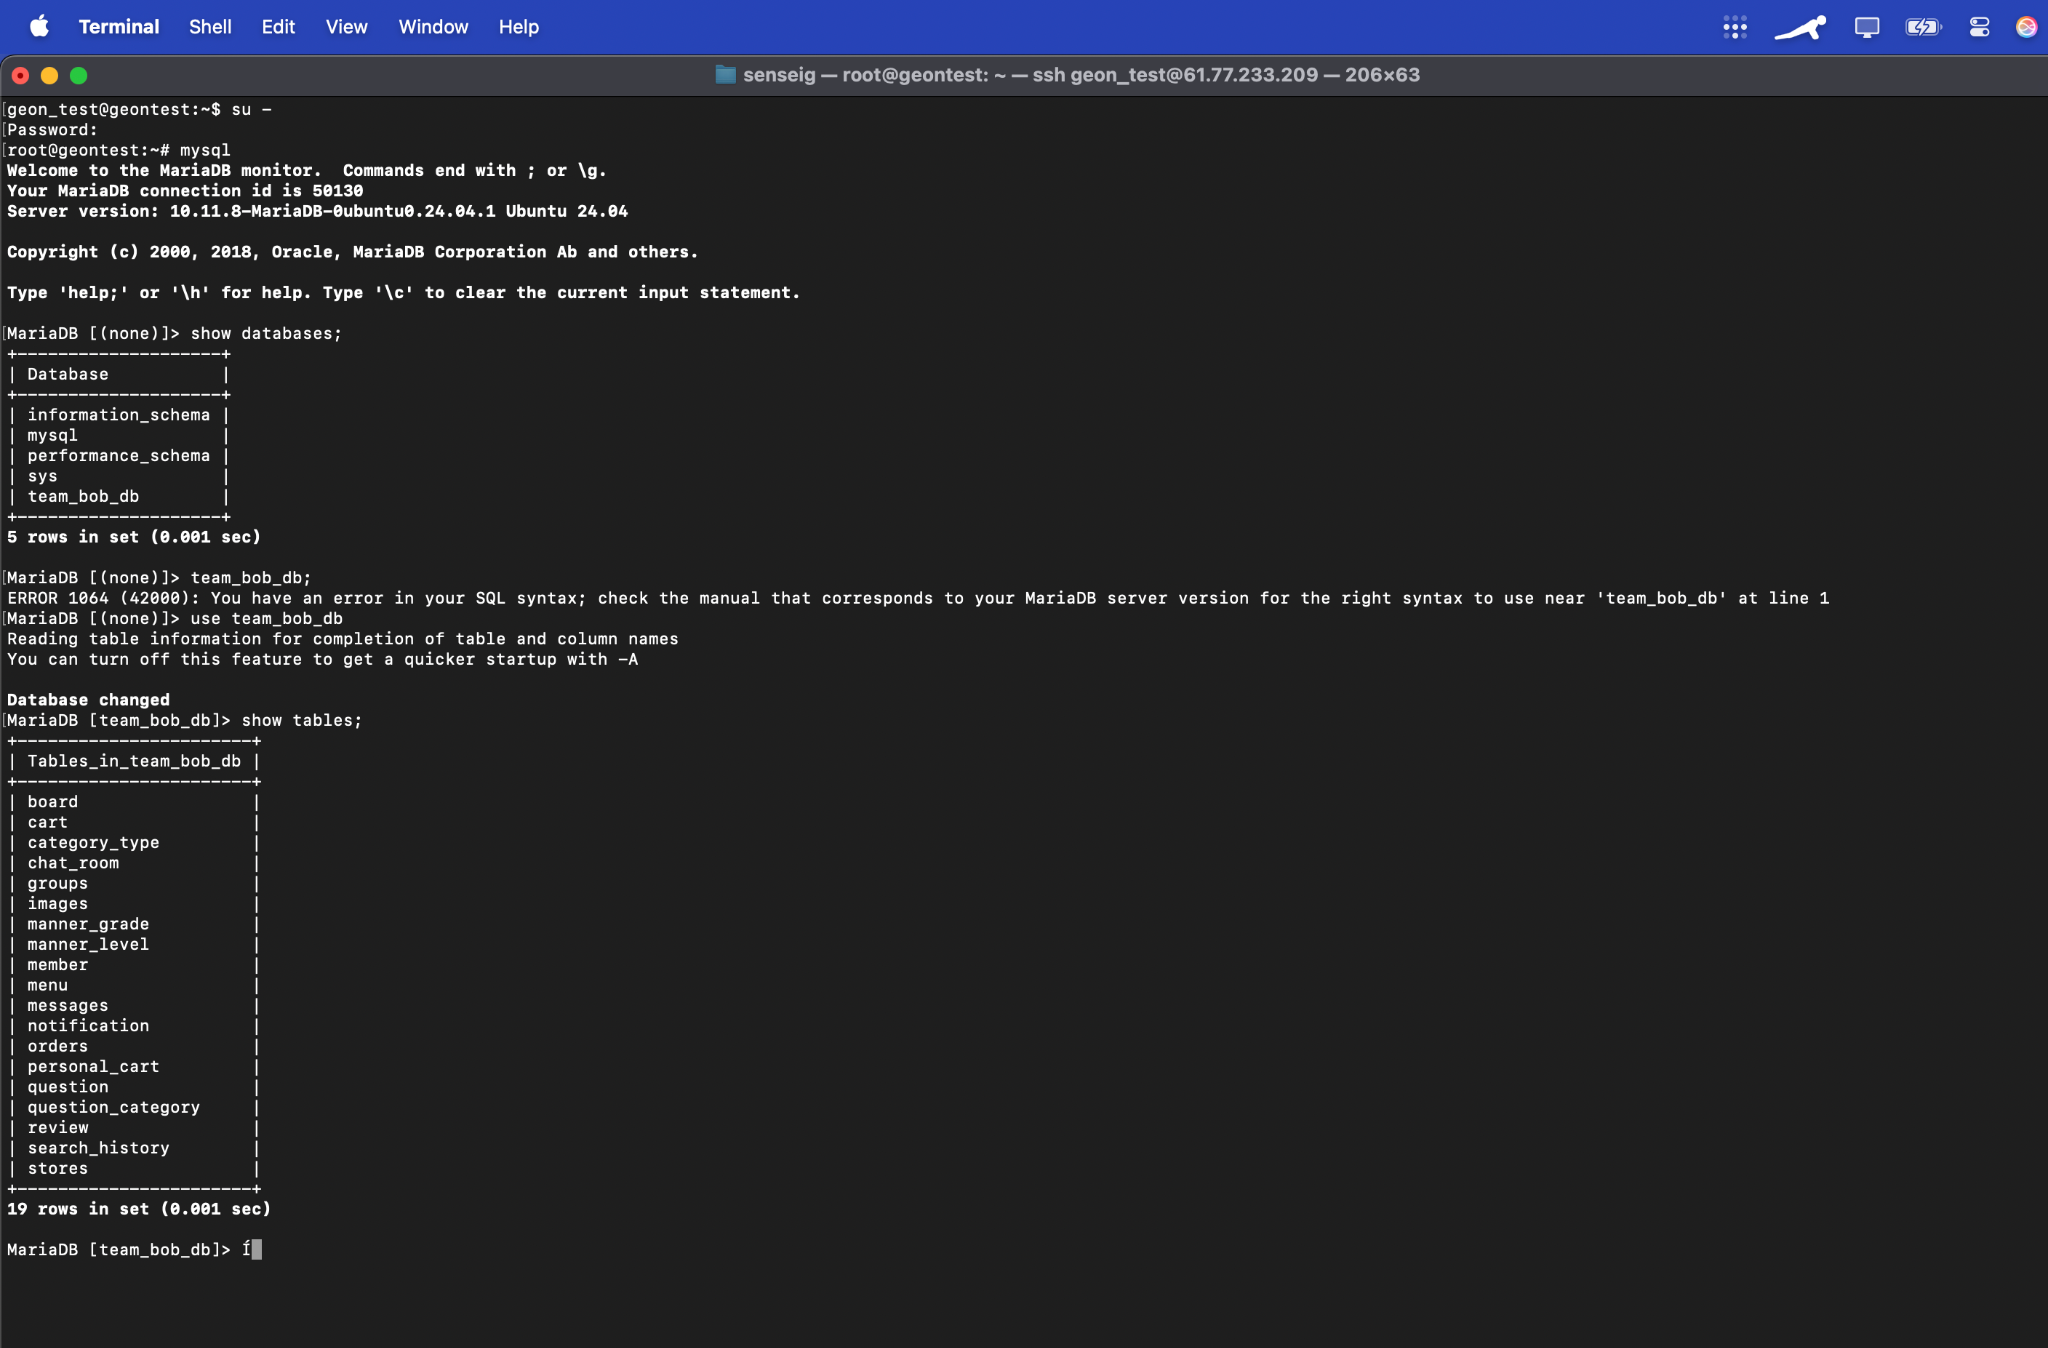 Terminal Shell Edit View Window Help
senseig — root@geontest: ~ — ssh geon_test@61.77.233.209 — 206×63
[geon_test@geontest:~$ su -
[Password:
[root@geontest:~# mysql
Welcome to the MariaDB monitor.  Commands end with ; or \g.
Your MariaDB connection id is 50130
Server version: 10.11.8-MariaDB-0ubuntu0.24.04.1 Ubuntu 24.04
Copyright (c) 2000, 2018, Oracle, MariaDB Corporation Ab and others.
Type 'help;' or '\h' for help. Type '\c' to clear the current input statement.
[MariaDB [(none)]> show databases;
+--------------------+
| Database           |
+--------------------+
| information_schema |
| mysql              |
| performance_schema |
| sys                |
| team_bob_db        |
+--------------------+
5 rows in set (0.001 sec)
[MariaDB [(none)]> team_bob_db;
ERROR 1064 (42000): You have an error in your SQL syntax; check the manual that corresponds to your MariaDB server version for the right syntax to use near 'team_bob_db' at line 1
[MariaDB [(none)]> use team_bob_db
Reading table information for completion of table and column names
You can turn off this feature to get a quicker startup with -A
Database changed
[MariaDB [team_bob_db]> show tables;
+-----------------------+
| Tables_in_team_bob_db |
+-----------------------+
| board                 |
| cart                  |
| category_type         |
| chat_room             |
| groups                |
| images                |
| manner_grade          |
| manner_level          |
| member                |
| menu                  |
| messages              |
| notification          |
| orders                |
| personal_cart         |
| question              |
| question_category     |
| review                |
| search_history        |
| stores                |
+-----------------------+
19 rows in set (0.001 sec)
MariaDB [team_bob_db]> Í